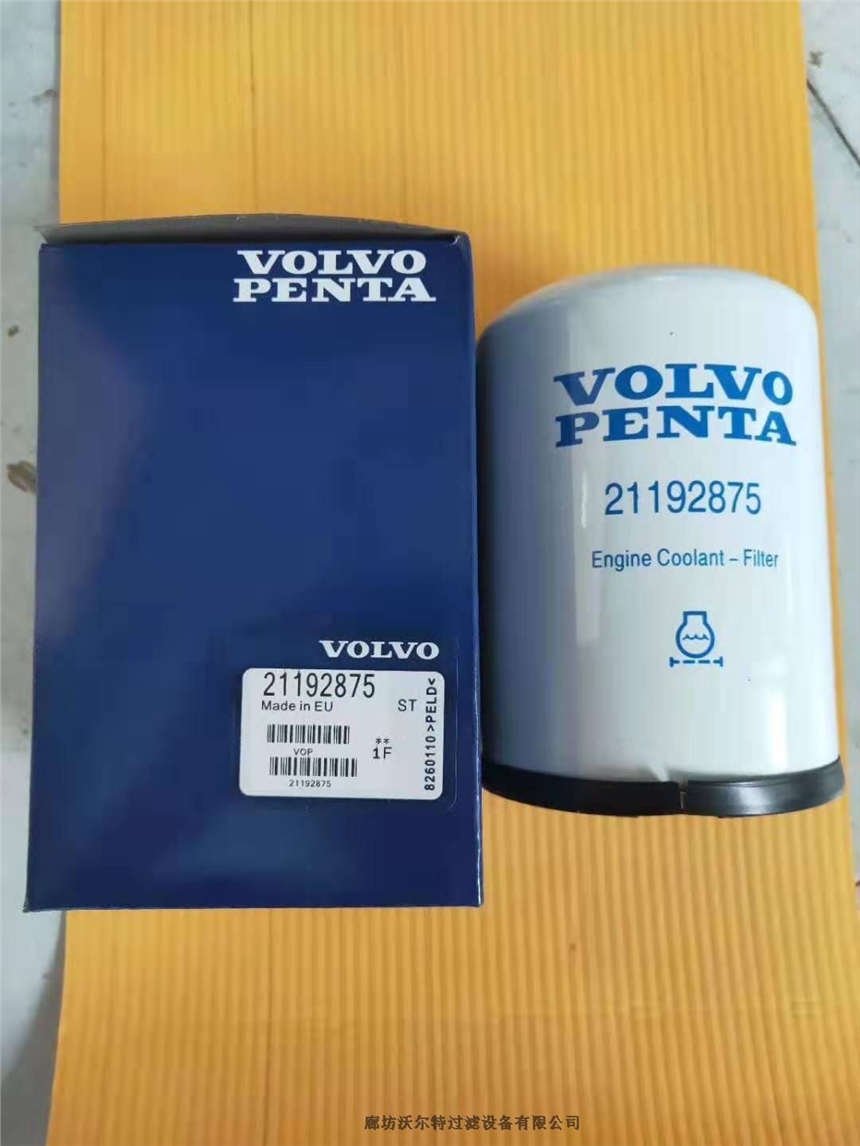 VOLVO
PENTA
VOLVO
21192875
Made in EU
ST
VOP
**
1F
21192875
8260110 >PELD<
VOLVO
PENTA
21192875
Engine Coolant – Filter
廊坊沃尔特过滤设备有限公司